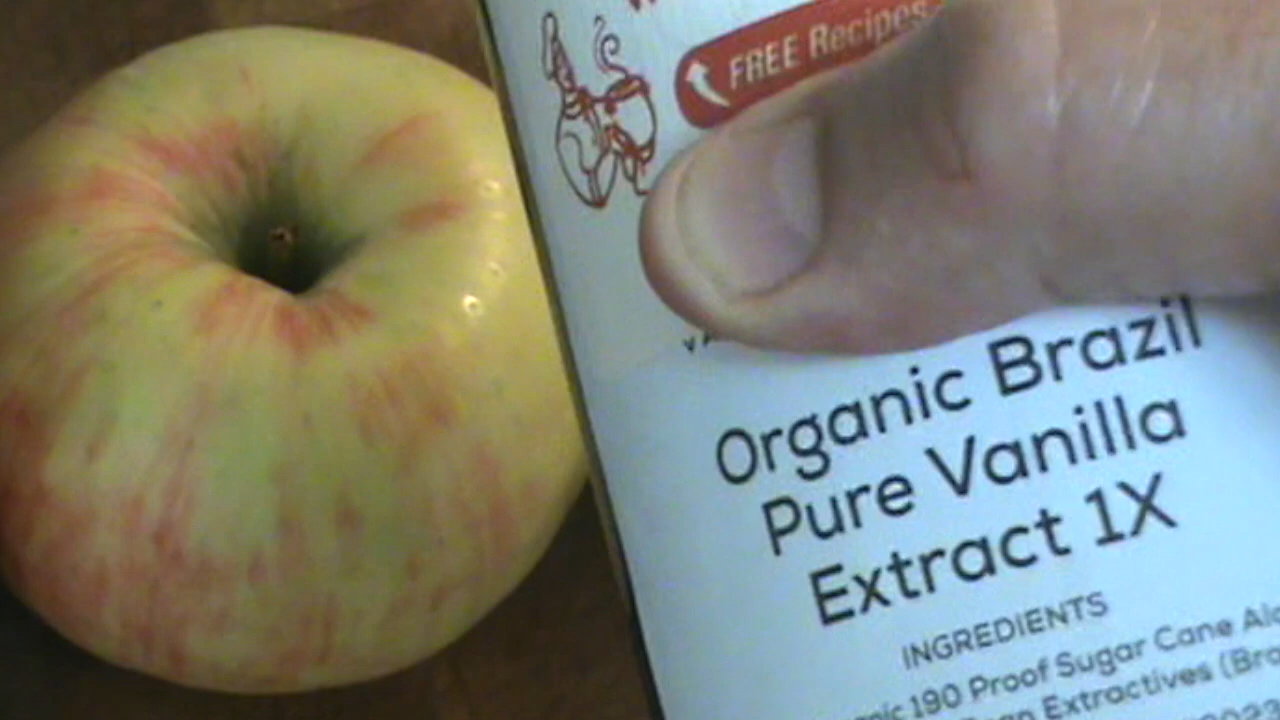 FREE Recipes
Organic Brazil
Pure Vanilla
Extract 1X
INGREDIENTS
190 Proof Sugar Cane
Extractives